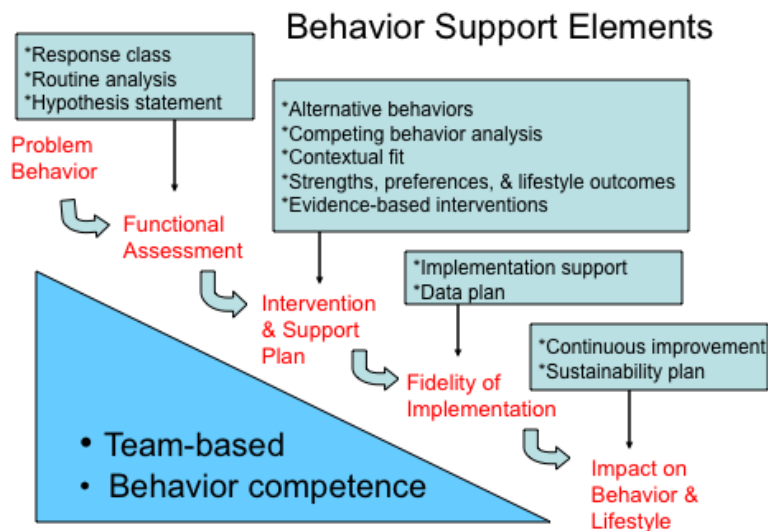 Behavior Support Elements
*Response class
*Routine analysis
*Hypothesis statement
*Alternative behaviors
*Competing behavior analysis
*Contextual fit
*Strengths, preferences, & lifestyle outcomes
*Evidence-based interventions
Problem
Behavior
Functional
Assessment
*Implementation support
*Data plan
Intervention
& Support
Plan
*Continuous improvement
*Sustainability plan
Fidelity of
Implementation
• Team-based
• Behavior competence
Impact on
Behavior &
Lifestyle